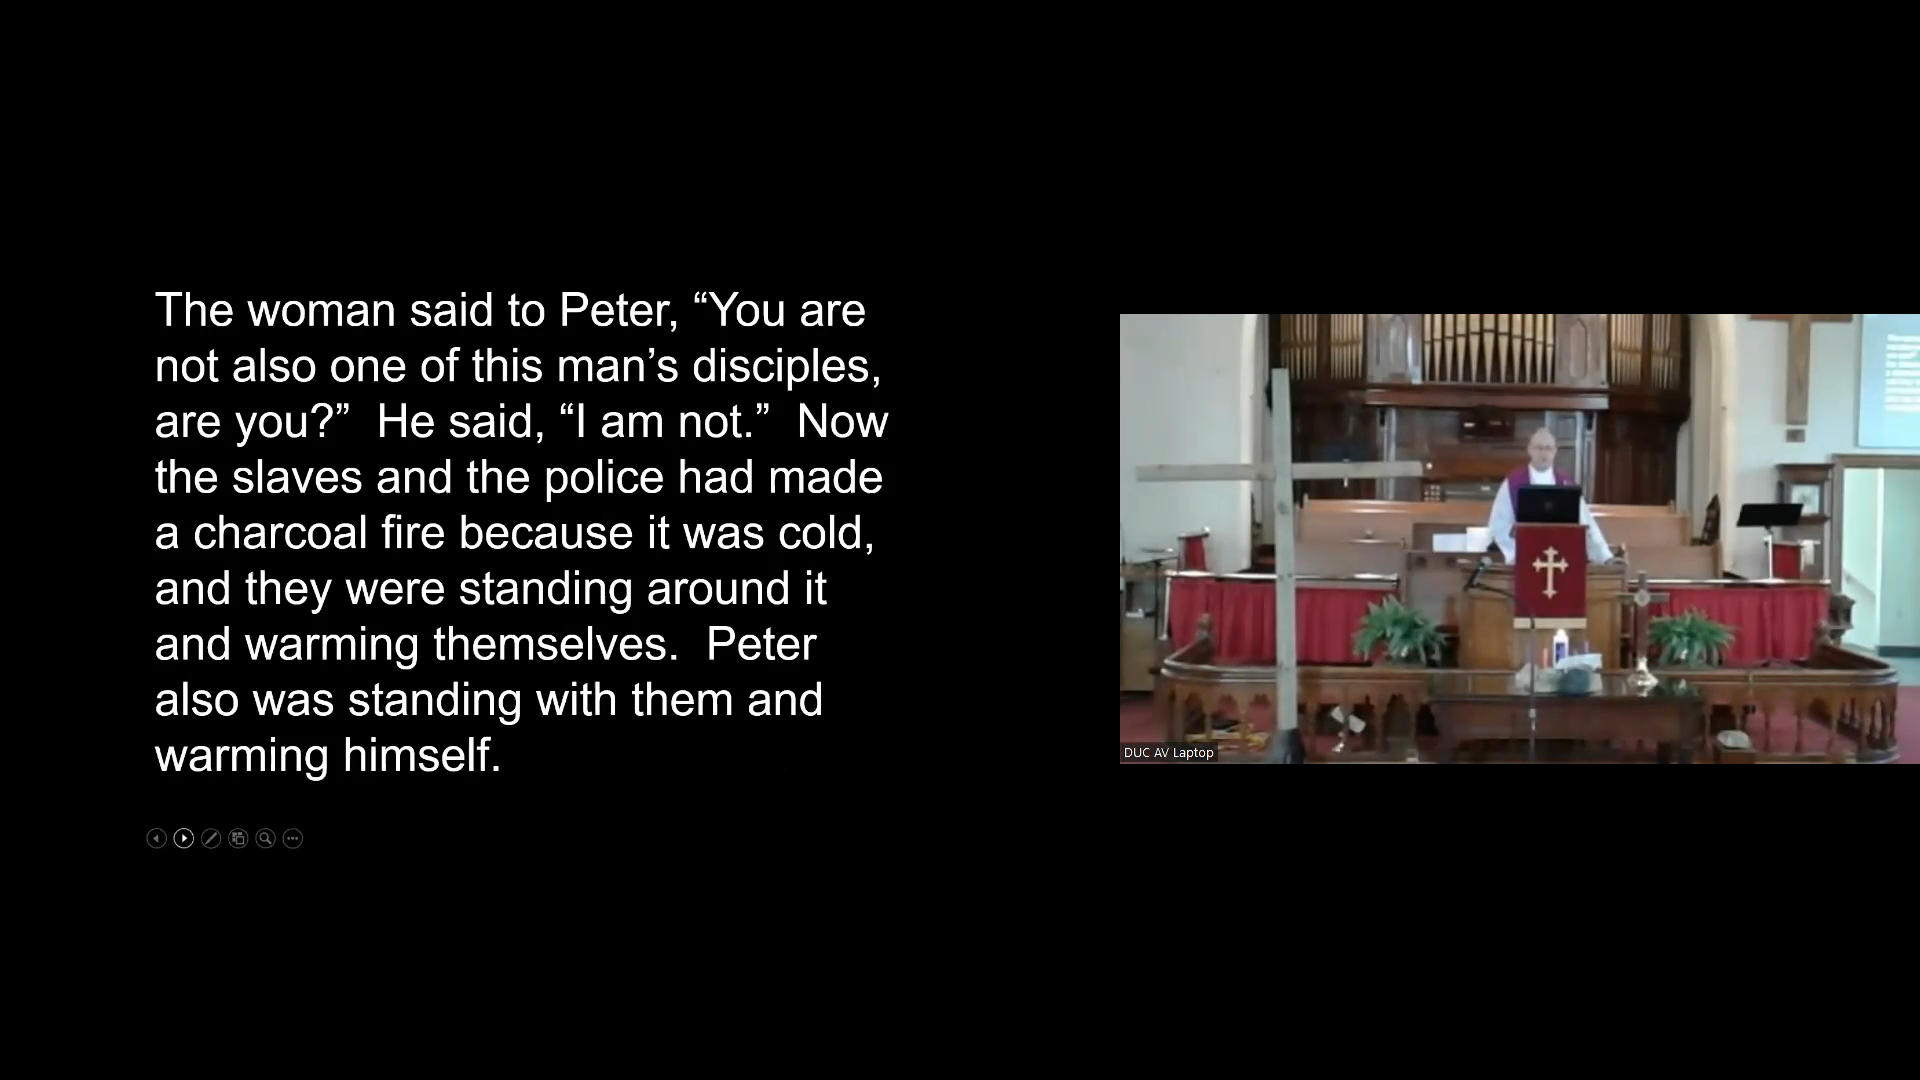 The woman said to Peter, “You are
not also one of this man’s disciples,
are you?”  He said, “I am not.”  Now
the slaves and the police had made
a charcoal fire because it was cold,
and they were standing around it
and warming themselves.  Peter
also was standing with them and
warming himself.
DUC AV Laptop